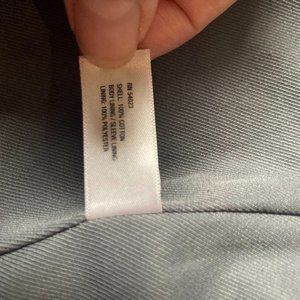 RN 54023
SHELL: 100% COTTON
BODY LINING / SLEEVE LINING:
LINING: 100% POLYESTER